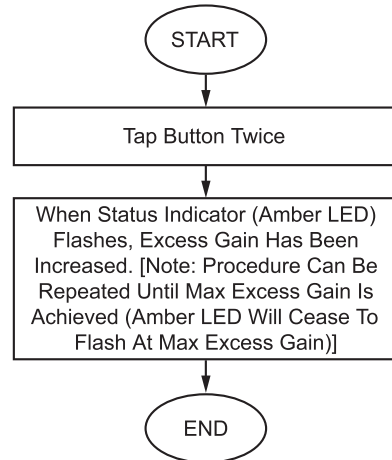 START
Tap Button Twice
When Status Indicator (Amber LED)
Flashes, Excess Gain Has Been
Increased. [Note: Procedure Can Be
Repeated Until Max Excess Gain Is
Achieved (Amber LED Will Cease To
Flash At Max Excess Gain)]
END